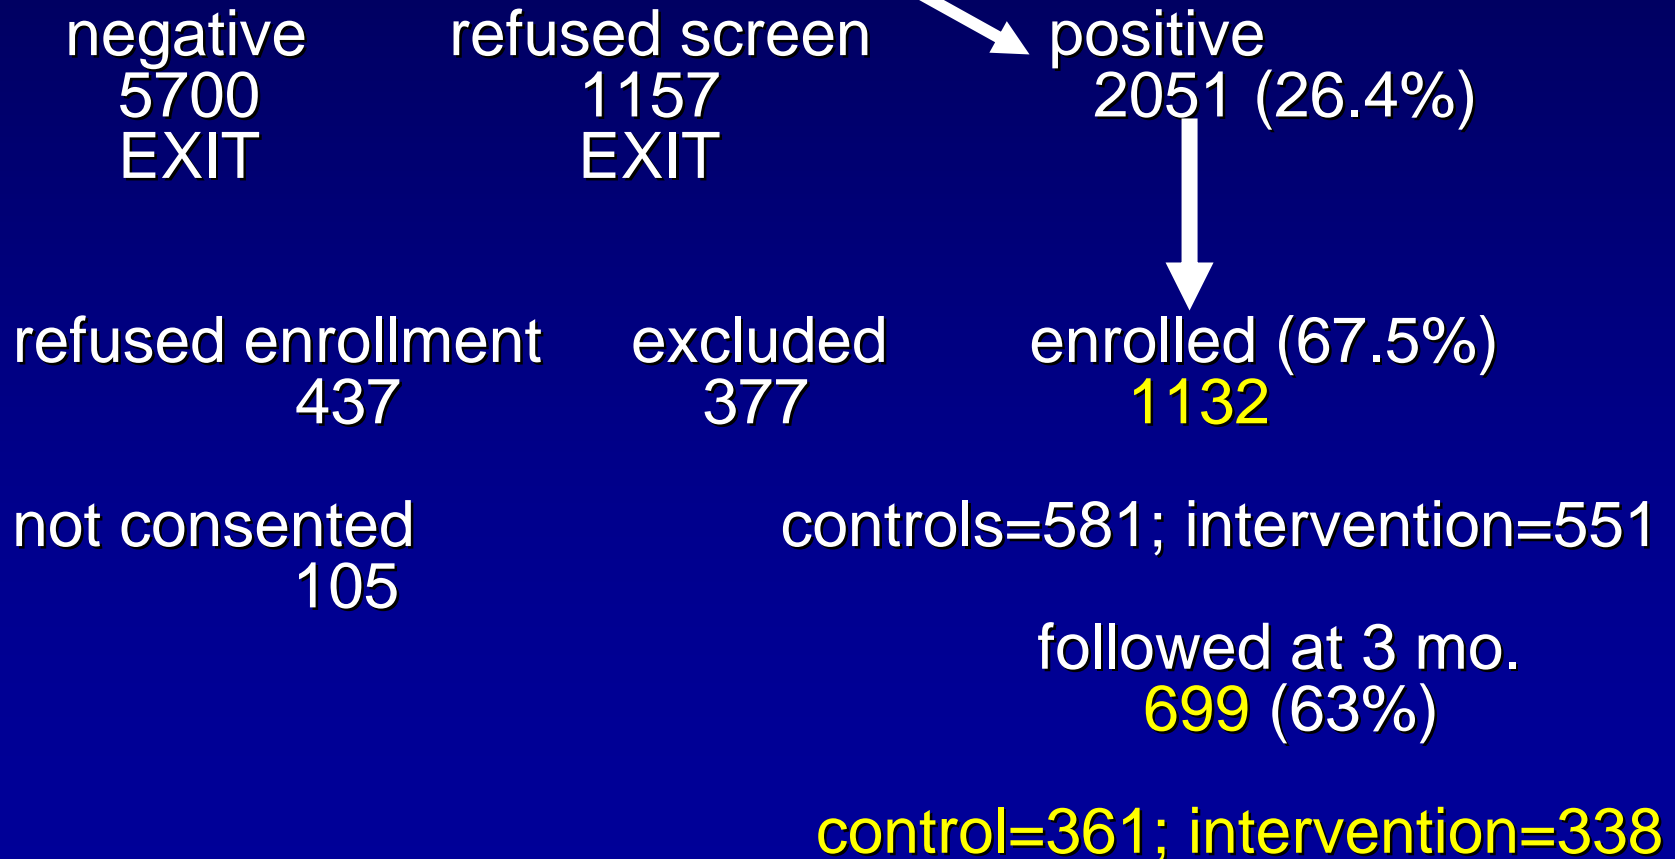 negative refused screen positive
5700 1157 2051 (26.4%)
EXIT EXIT
refused enrollment excluded enrolled (67.5%)
437 377 1132
not consented controls=581; intervention=551
105
followed at 3 mo.
699 (63%)
control=361; intervention=338